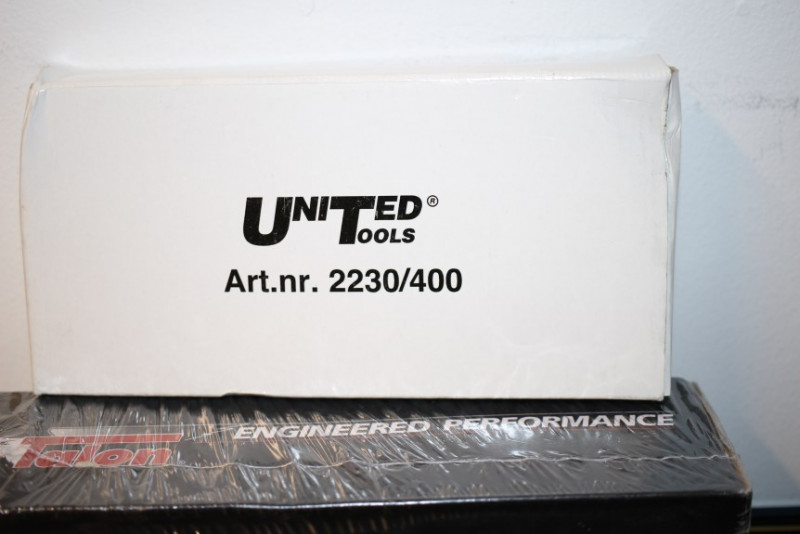 UNITED®
TOOLS
Art.nr. 2230/400
Talon ENGINEERED PERFORMANCE